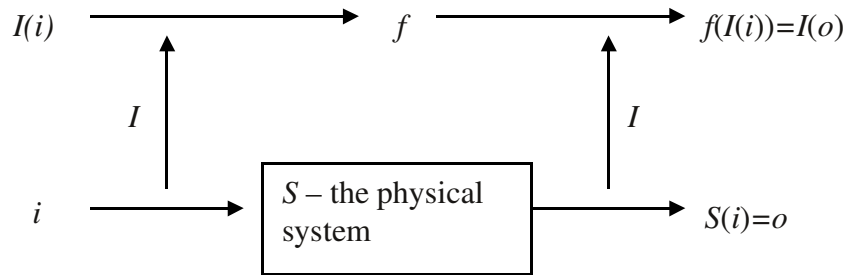 I(i) f f(I(i))=I(o)
I I
i S – the physical system S(i)=o